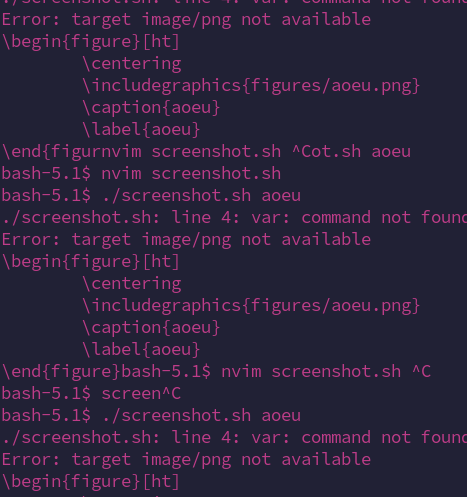 ./screenshot.sh: line 4: var: command not foun
Error: target image/png not available
\begin{figure}[ht]
\centering
\includegraphics{figures/aoeu.png}
\caption{aoeu}
\label{aoeu}
\end{figurnvim screenshot.sh ^Cot.sh aoeu
bash-5.1$ nvim screenshot.sh
bash-5.1$ ./screenshot.sh aoeu
./screenshot.sh: line 4: var: command not found
Error: target image/png not available
\begin{figure}[ht]
\centering
\includegraphics{figures/aoeu.png}
\caption{aoeu}
\label{aoeu}
\end{figure}bash-5.1$ nvim screenshot.sh ^C
bash-5.1$ screen^C
bash-5.1$ ./screenshot.sh aoeu
./screenshot.sh: line 4: var: command not found
Error: target image/png not available
\begin{figure}[ht]